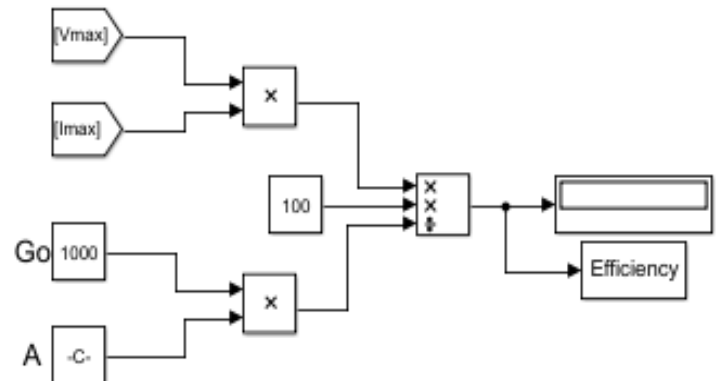 [Vmax]
×
[Imax]
100
×
×
÷
Go 1000
Efficiency
×
A -C-